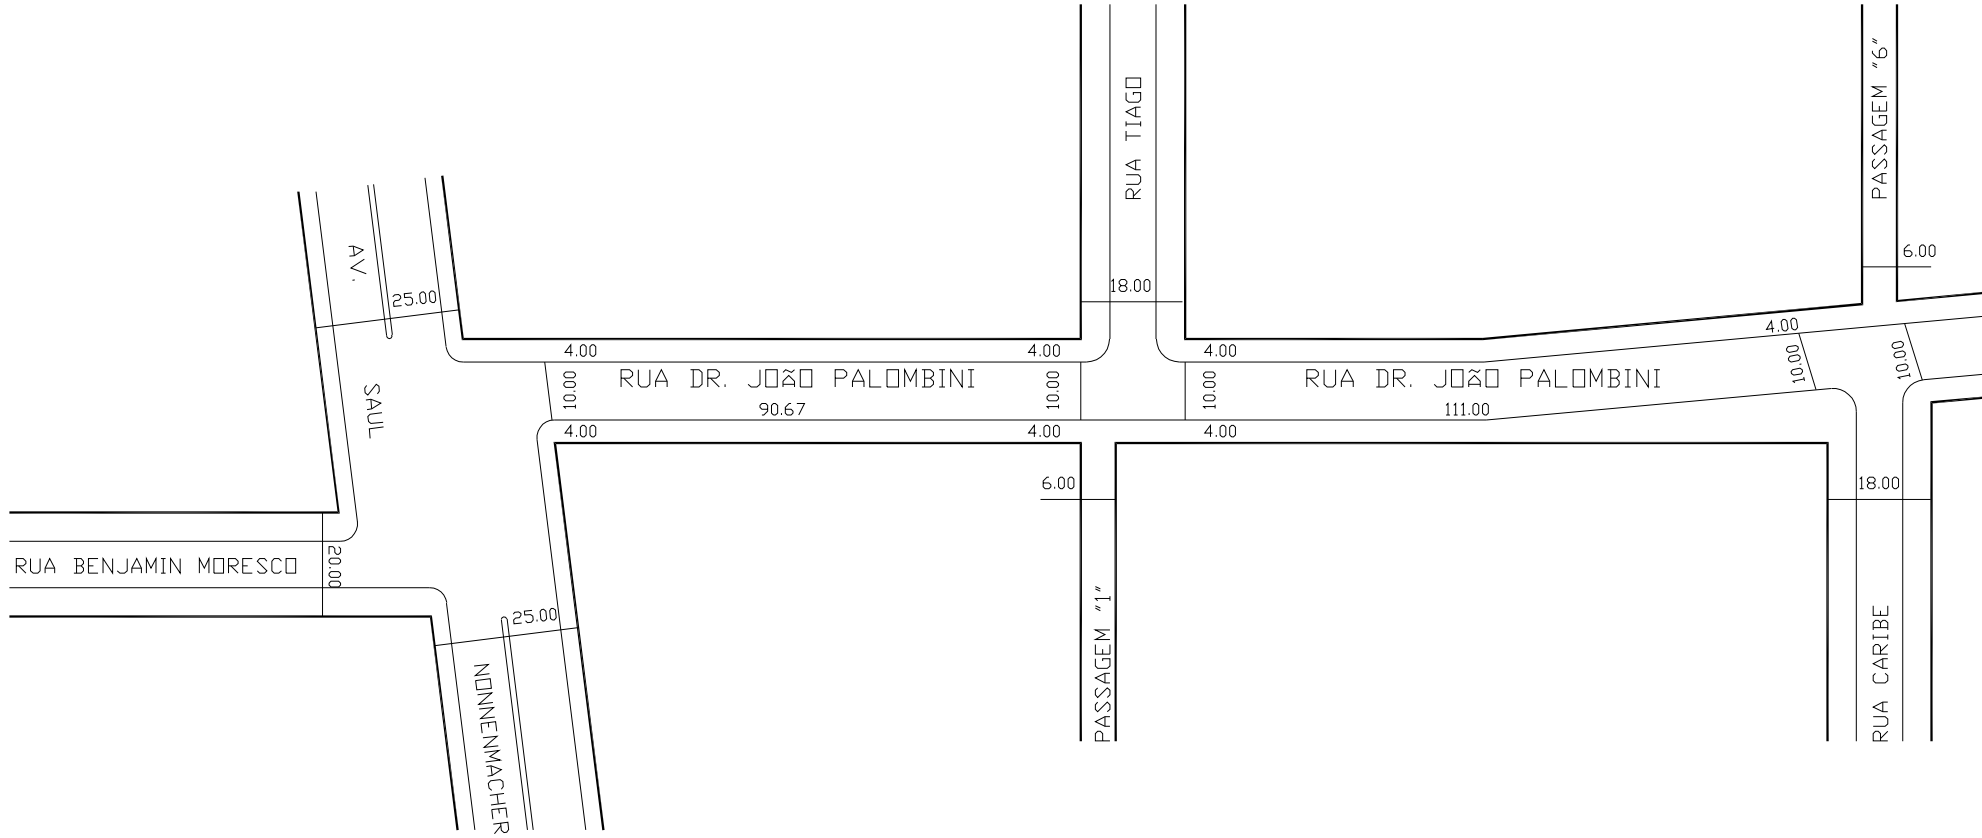 PASSAGEM "6"
RUA TIAGO
6.00
AV.
25.00
18.00
4.00
4.00
4.00
4.00
10.00
RUA DR. JOÃO PALOMBINI
10.00
10.00
RUA DR. JOÃO PALOMBINI
10.00
10.00
90.67
111.00
SAUL
4.00
4.00
4.00
6.00
18.00
RUA BENJAMIN MORESCO
20.00
25.00
PASSAGEM "1"
RUA CARIBE
NONNENMACHER